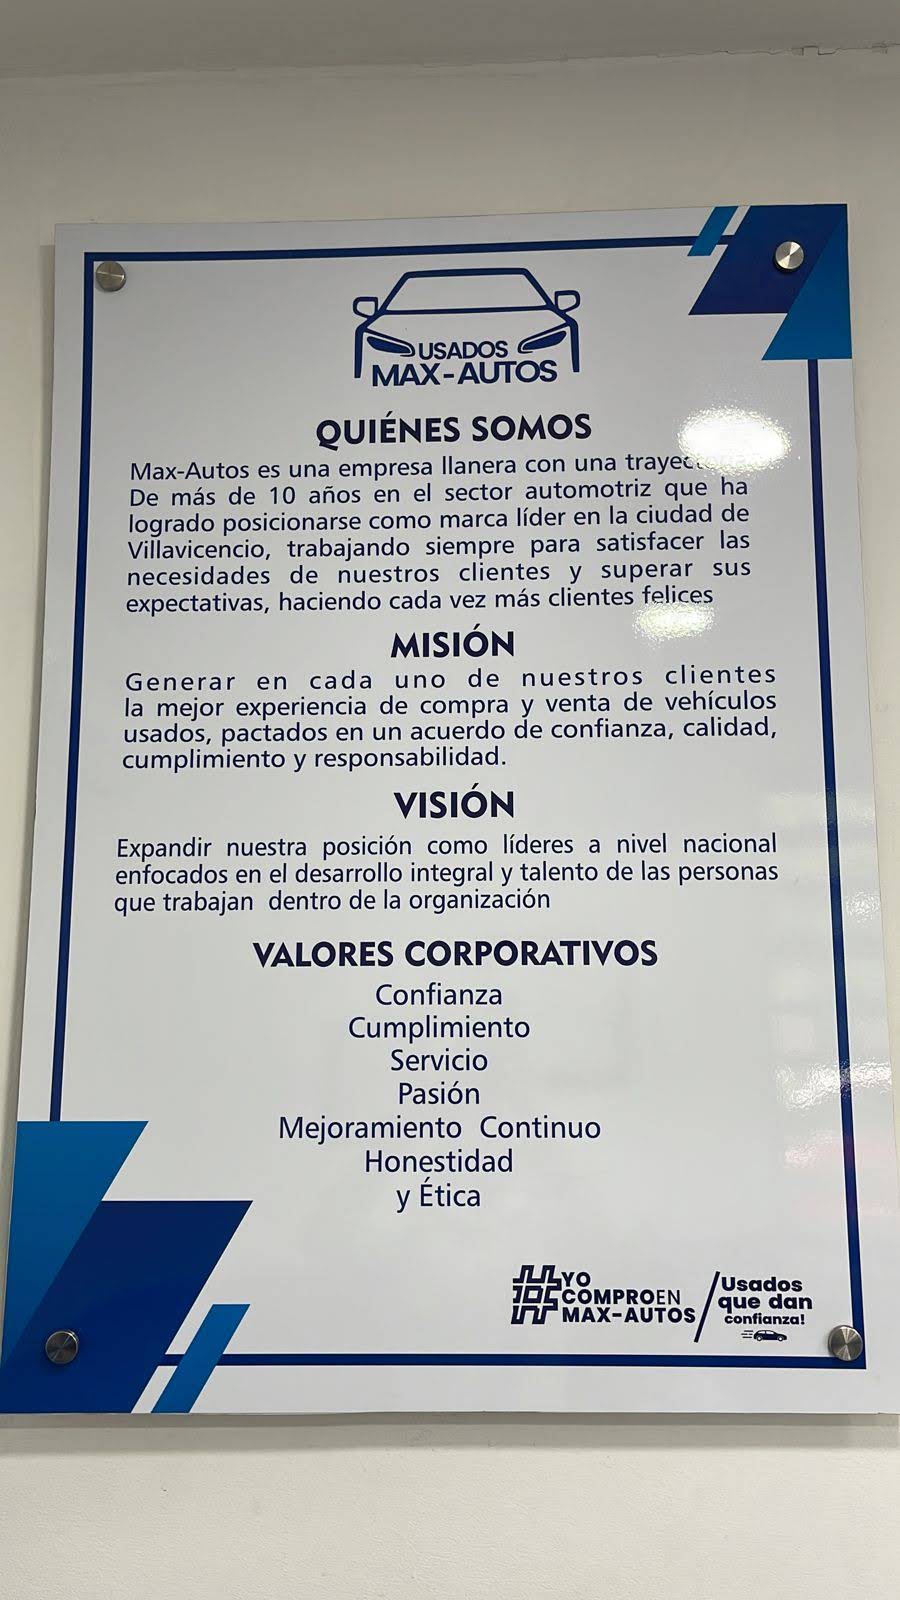 USADOS
MAX-AUTOS
QUIÉNES SOMOS
Max-Autos es una empresa llanera con una trayectoria
De más de 10 años en el sector automotriz que ha
logrado posicionarse como marca líder en la ciudad de
Villavicencio, trabajando siempre para satisfacer las
necesidades de nuestros clientes y superar sus
expectativas, haciendo cada vez más clientes felices
MISIÓN
Generar en cada uno de nuestros clientes
la mejor experiencia de compra y venta de vehículos
usados, pactados en un acuerdo de confianza, calidad,
cumplimiento y responsabilidad.
VISIÓN
Expandir nuestra posición como líderes a nivel nacional
enfocados en el desarrollo integral y talento de las personas
que trabajan dentro de la organización
VALORES CORPORATIVOS
Confianza
Cumplimiento
Servicio
Pasión
Mejoramiento Continuo
Honestidad
y Ética
#YO
COMPROEN
MAX-AUTOS
Usados
que dan
confianza!